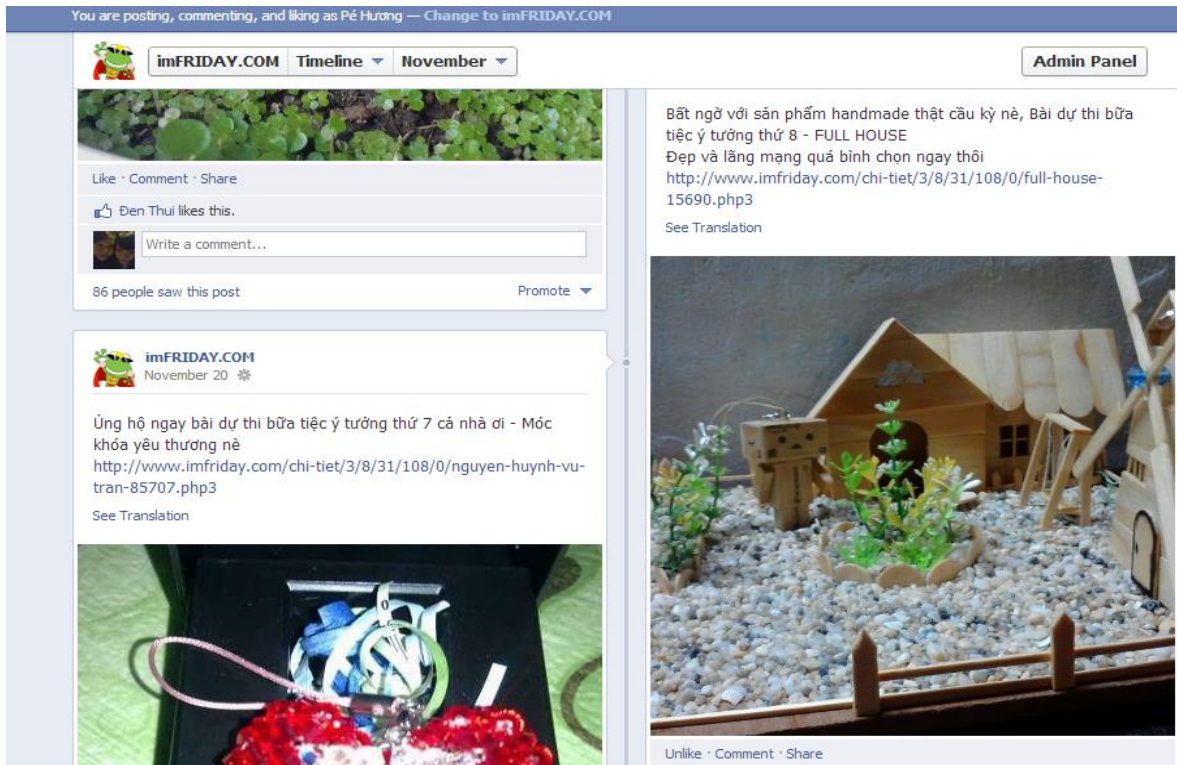 You are posting, commenting, and liking as Pé Hương — Change to imFRIDAY.COM
imFRIDAY.COM Timeline November Admin Panel
Like · Comment · Share
Đen Thui likes this.
Write a comment...
86 people saw this post Promote
imFRIDAY.COM
November 20
Ủng hộ ngay bài dự thi bữa tiệc ý tưởng thứ 7 cả nhà ơi - Móc
khóa yêu thương nè
http://www.imfriday.com/chi-tiet/3/8/31/108/0/nguyen-huynh-vu-
tran-85707.php3
See Translation
Bất ngờ với sản phẩm handmade thật cầu kỳ nè, Bài dự thi bữa
tiệc ý tưởng thứ 8 - FULL HOUSE
Đẹp và lãng mạng quá bình chọn ngay thôi
http://www.imfriday.com/chi-tiet/3/8/31/108/0/full-house-
15690.php3
See Translation
Unlike · Comment · Share